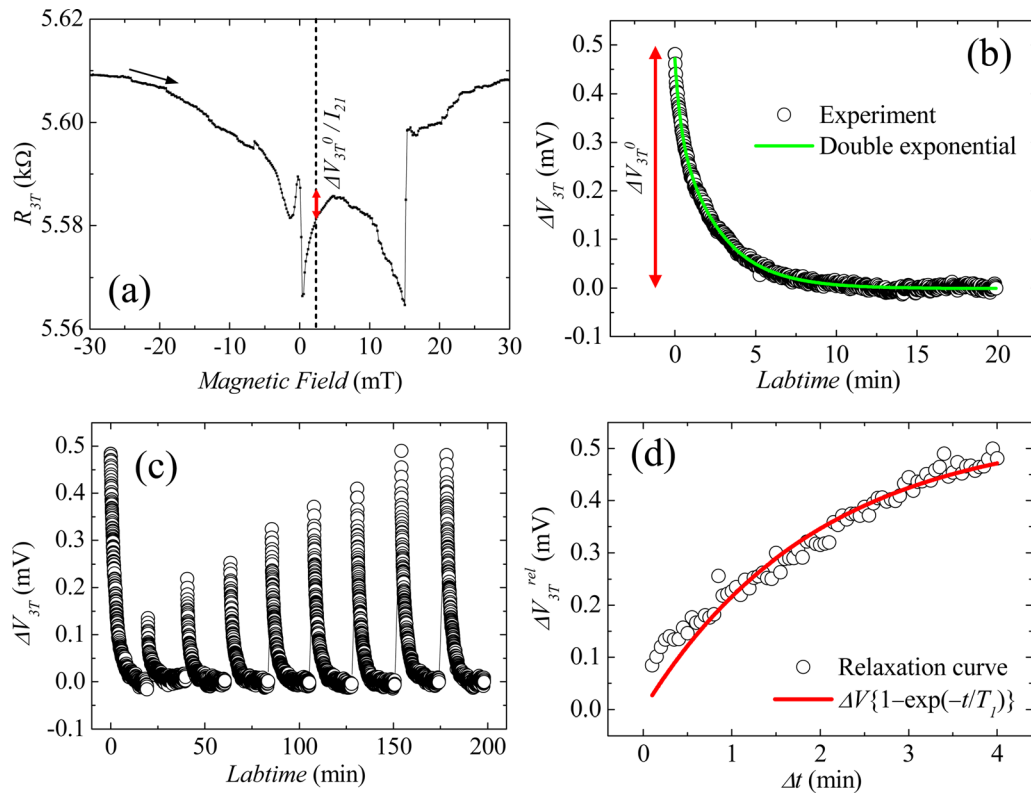 (a)
R3T (kΩ)
5.62
5.60
5.58
5.56
ΔV3T0 / I21
-30
-20
-10
0
10
20
30
Magnetic Field (mT)
(b)
ΔV3T (mV)
0.5
0.4
0.3
0.2
0.1
0.0
-0.1
ΔV3T0
Experiment
Double exponential
0
5
10
15
20
Labtime (min)
(c)
ΔV3T (mV)
0.5
0.4
0.3
0.2
0.1
0.0
-0.1
0
50
100
150
200
Labtime (min)
(d)
ΔV3Trel (mV)
0.5
0.4
0.3
0.2
0.1
0.0
Relaxation curve
ΔV{1−exp(−t/T1)}
0
1
2
3
4
Δt (min)